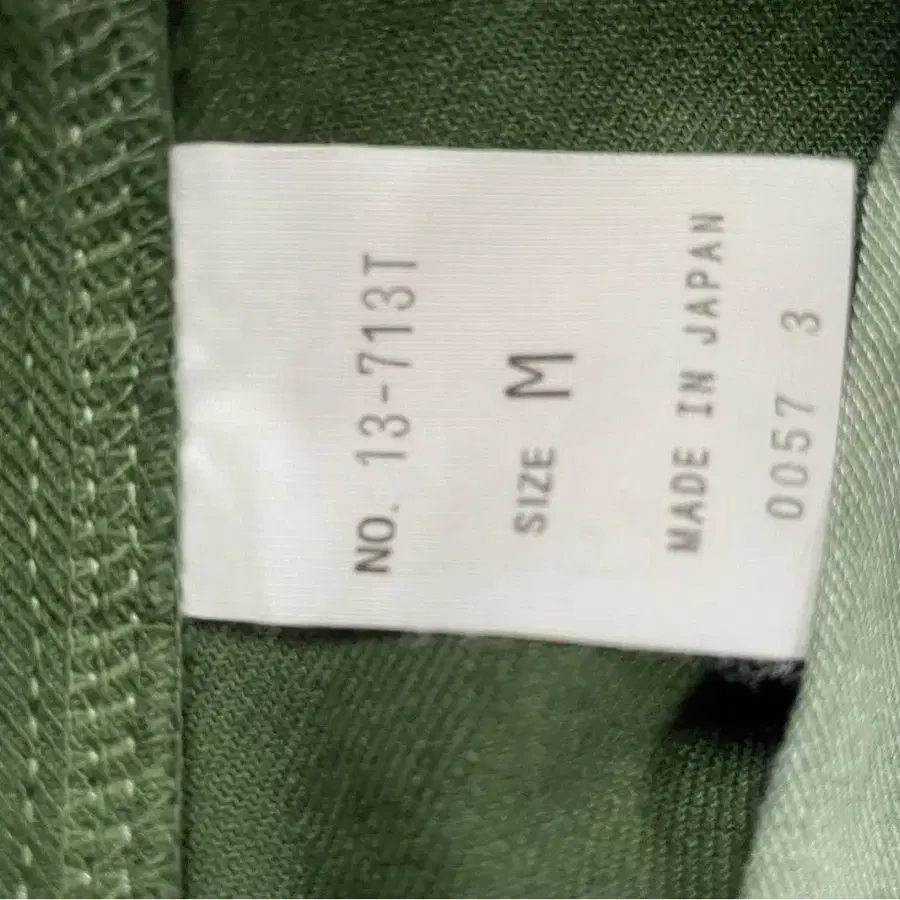 NO. 13-713T
SIZE M
MADE IN JAPAN
0057 3